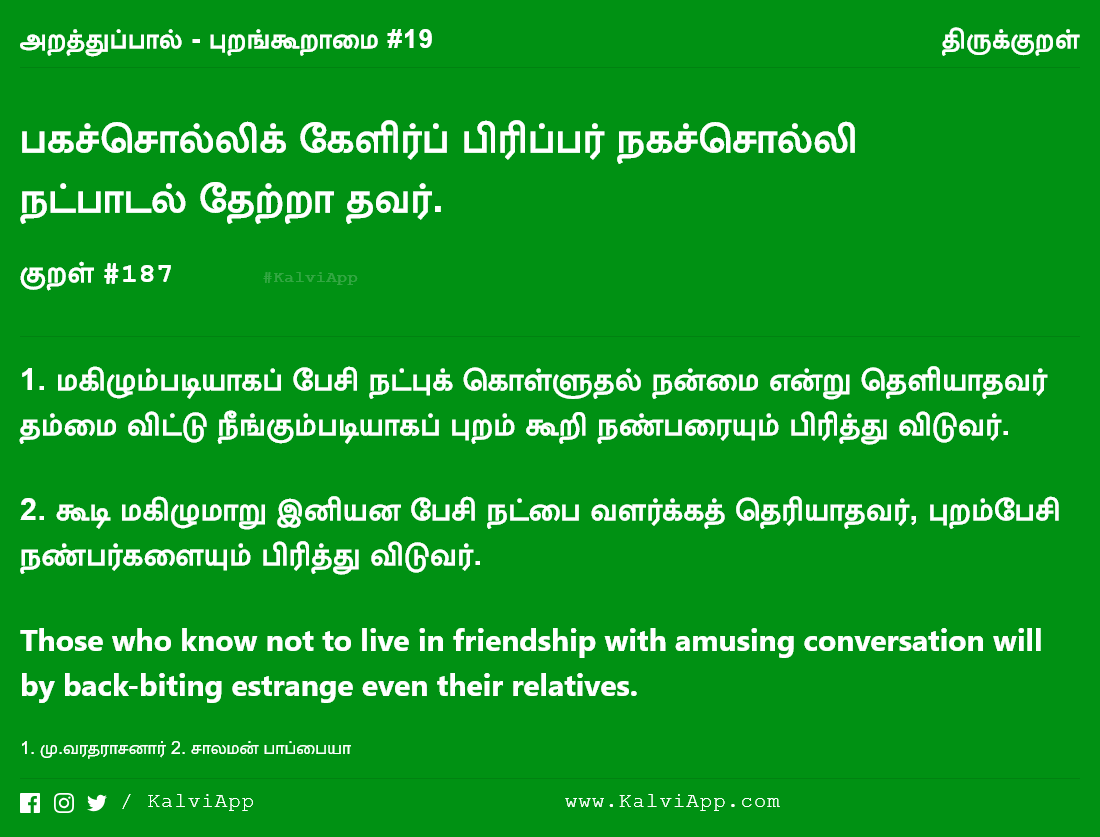 அறத்துப்பால் - புறங்கூறாமை #19
திருக்குறள்
பகச்சொல்லிக் கேளிர்ப் பிரிப்பர் நகச்சொல்லி
நட்பாடல் தேற்றா தவர்.
குறள் #187
#KalviApp
1. மகிழும்படியாகப் பேசி நட்புக் கொள்ளுதல் நன்மை என்று தெளியாதவர்
தம்மை விட்டு நீங்கும்படியாகப் புறம் கூறி நண்பரையும் பிரித்து விடுவர்.
2. கூடி மகிழுமாறு இனியன பேசி நட்பை வளர்க்கத் தெரியாதவர், புறம்பேசி
நண்பர்களையும் பிரித்து விடுவர்.
Those who know not to live in friendship with amusing conversation will
by back-biting estrange even their relatives.
1. மு.வரதராசனார் 2. சாலமன் பாப்பையா
/ KalviApp
www.KalviApp.com